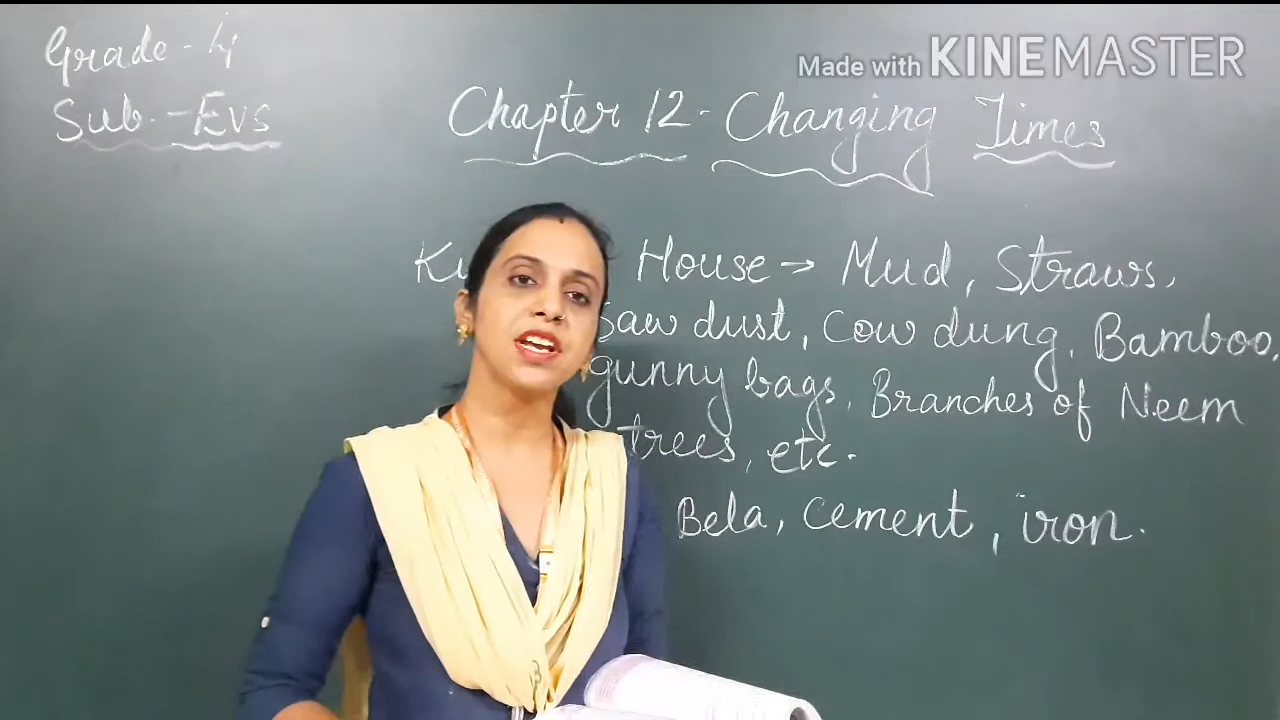 Grade - 4
Made with KINEMASTER
Sub. - EVS
Chapter 12 - Changing Times
House → Mud, Straws,
Saw dust, Cow dung, Bamboo,
gunny bags, Branches of Neem
trees, etc.
Bela, Cement, iron.